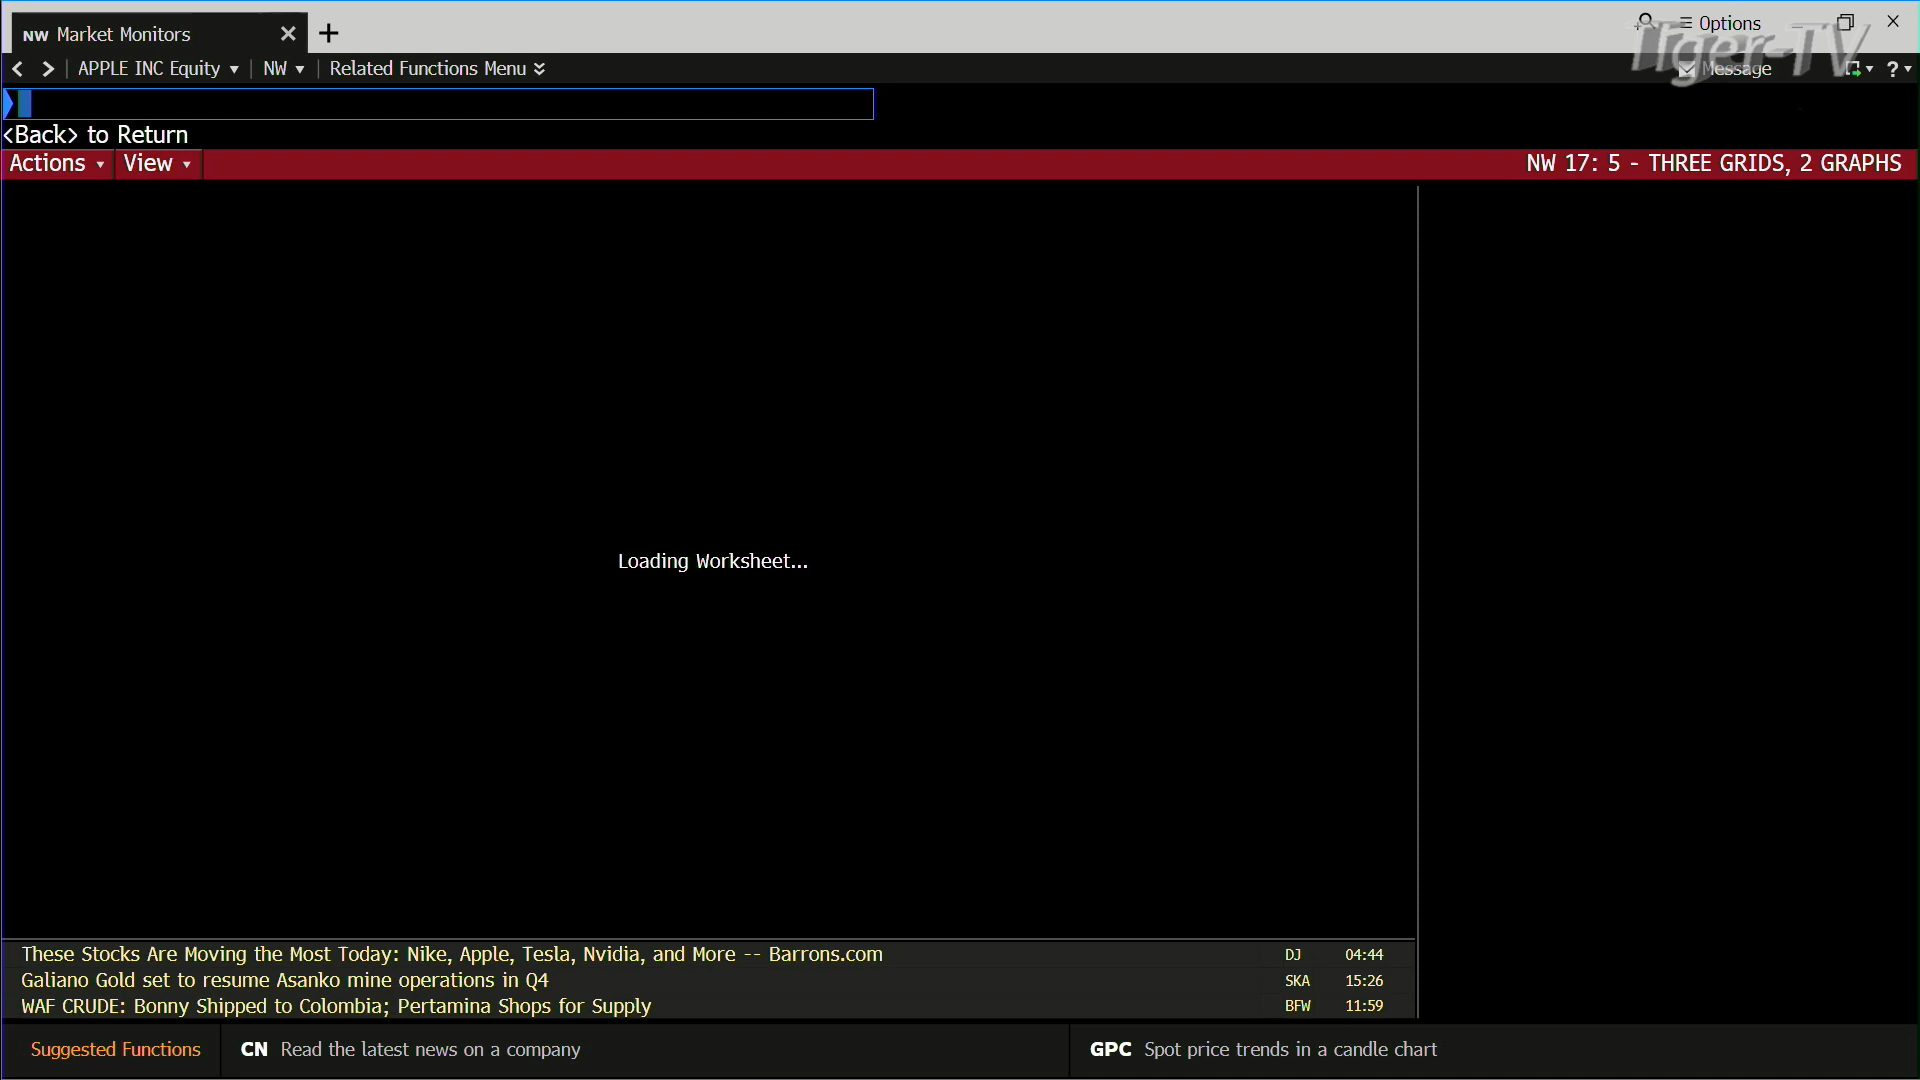 NW Market Monitors
Options
APPLE INC Equity NW Related Functions Menu
Message
?
Tiger-TV
<Back> to Return
Actions View NW 17: 5 - THREE GRIDS, 2 GRAPHS
Loading Worksheet...
These Stocks Are Moving the Most Today: Nike, Apple, Tesla, Nvidia, and More -- Barrons.com DJ 04:44
Galiano Gold set to resume Asanko mine operations in Q4 SKA 15:26
WAF CRUDE: Bonny Shipped to Colombia; Pertamina Shops for Supply BFW 11:59
Suggested Functions CN Read the latest news on a company GPC Spot price trends in a candle chart